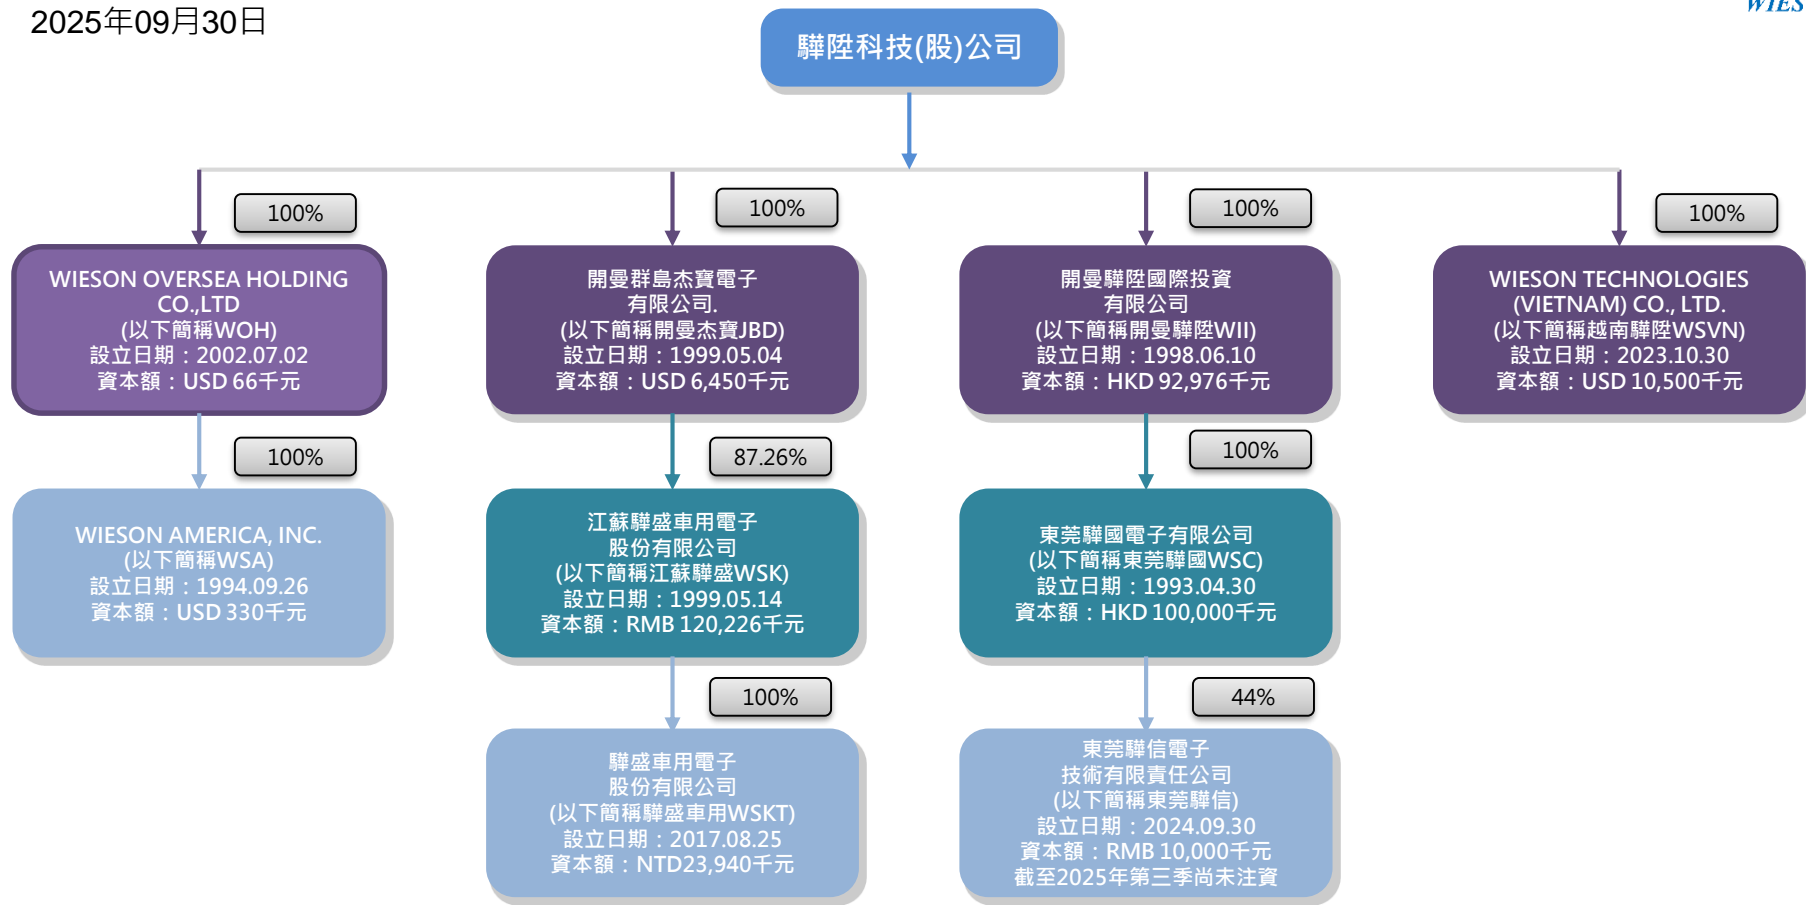 2025年09月30日
WIES
驊陞科技(股)公司
100%
100%
100%
100%
WIESON OVERSEA HOLDING
CO.,LTD
(以下簡稱WOH)
設立日期：2002.07.02
資本額：USD 66千元
開曼群島杰寶電子
有限公司.
(以下簡稱開曼杰寶JBD)
設立日期：1999.05.04
資本額：USD 6,450千元
開曼驊陞國際投資
有限公司
(以下簡稱開曼驊陞WII)
設立日期：1998.06.10
資本額：HKD 92,976千元
WIESON TECHNOLOGIES
(VIETNAM) CO., LTD.
(以下簡稱越南驊陞WSVN)
設立日期：2023.10.30
資本額：USD 10,500千元
100%
87.26%
100%
WIESON AMERICA, INC.
(以下簡稱WSA)
設立日期：1994.09.26
資本額：USD 330千元
江蘇驊盛車用電子
股份有限公司
(以下簡稱江蘇驊盛WSK)
設立日期：1999.05.14
資本額：RMB 120,226千元
東莞驊國電子有限公司
(以下簡稱東莞驊國WSC)
設立日期：1993.04.30
資本額：HKD 100,000千元
100%
44%
驊盛車用電子
股份有限公司
(以下簡稱驊盛車用WSKT)
設立日期：2017.08.25
資本額：NTD23,940千元
東莞驊信電子
技術有限責任公司
(以下簡稱東莞驊信)
設立日期：2024.09.30
資本額：RMB 10,000千元
截至2025年第三季尚未注資